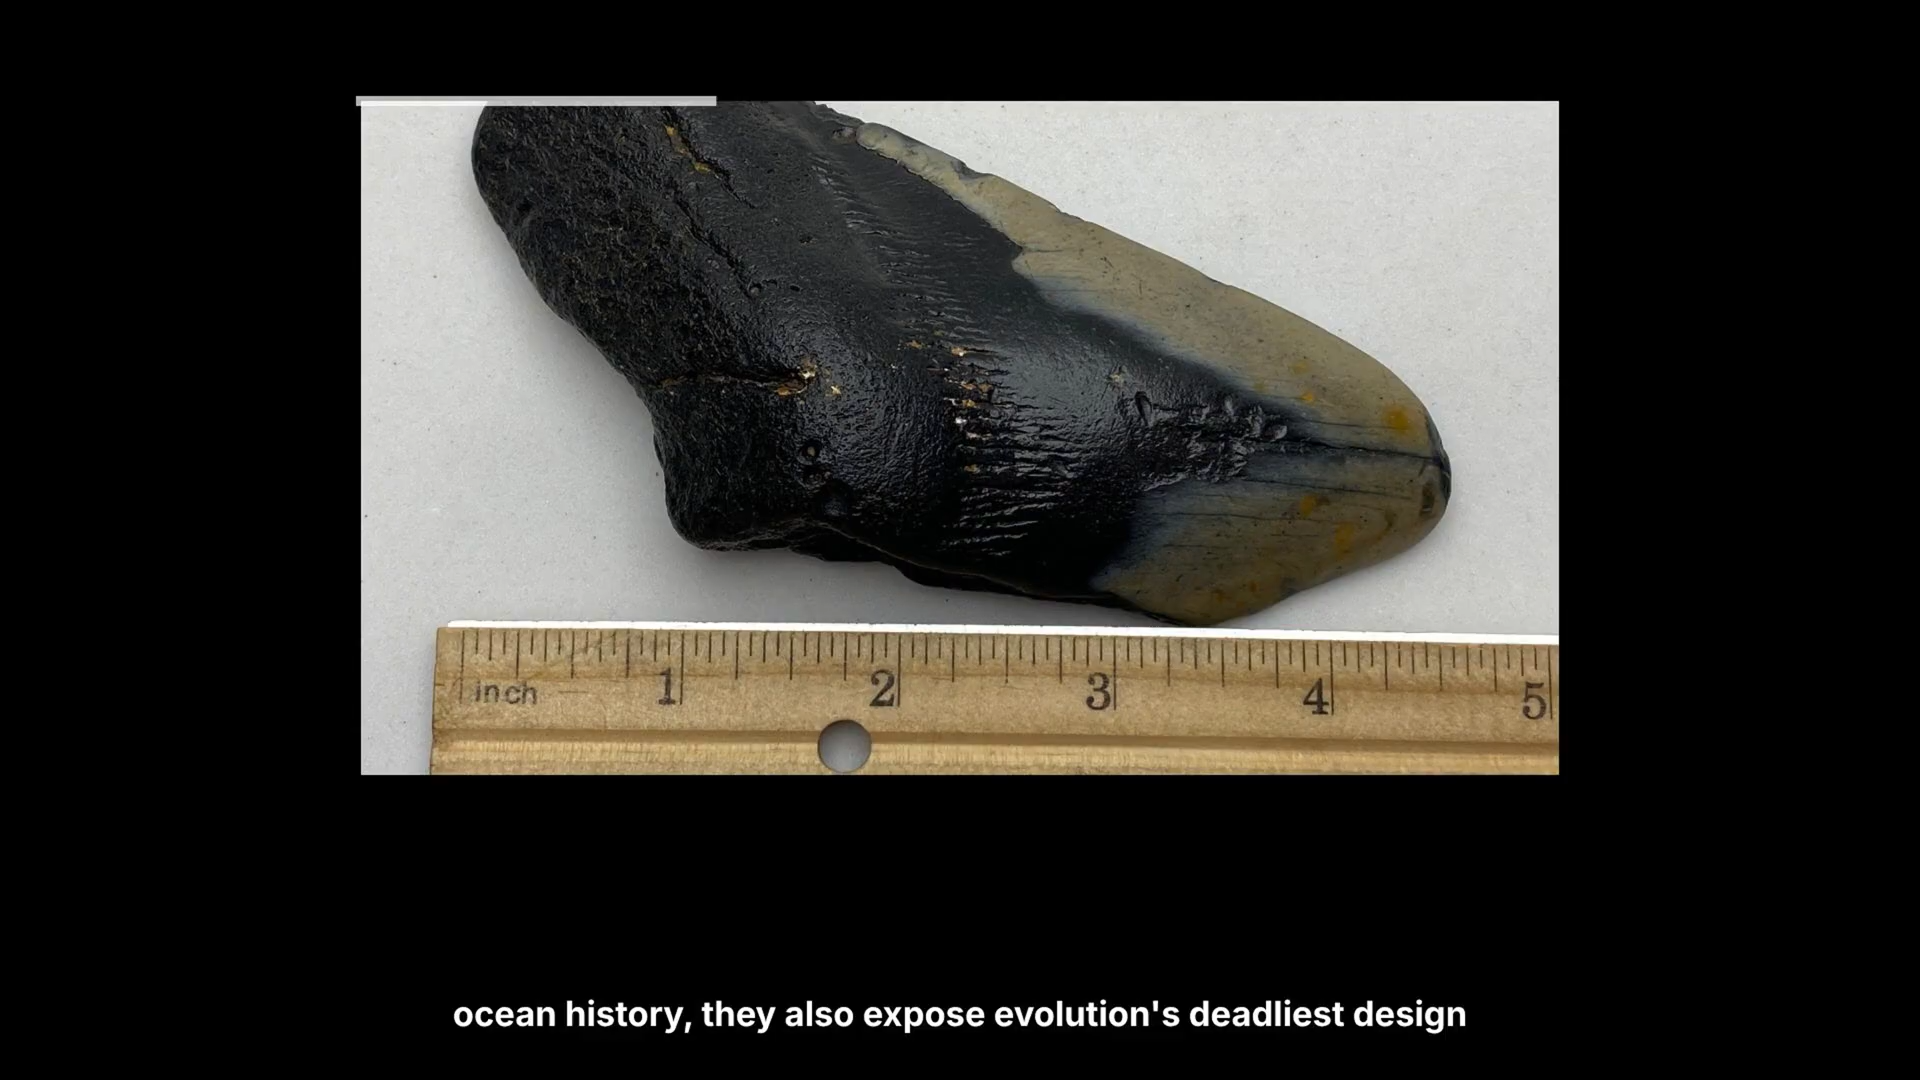 inch 1 2 3 4 5
ocean history, they also expose evolution's deadliest design